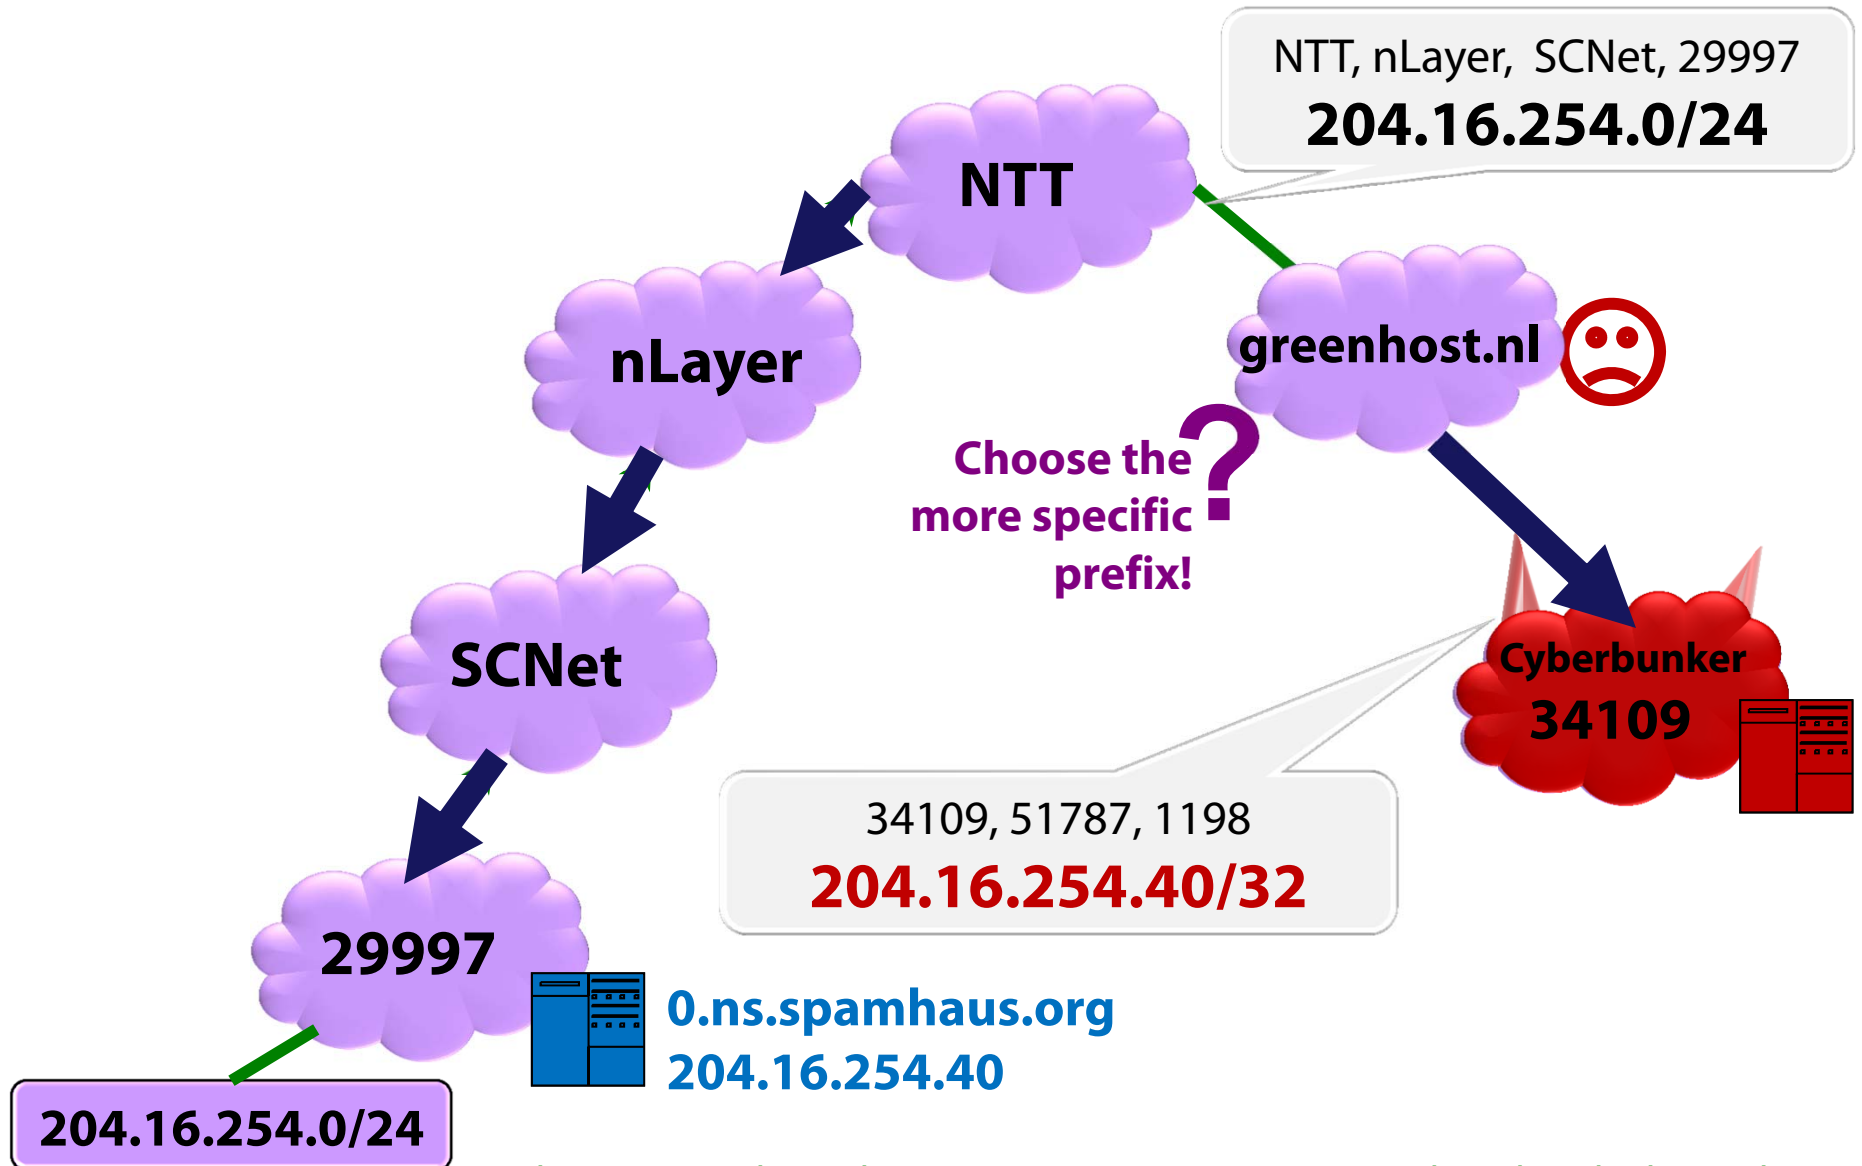 NTT, nLayer, SCNet, 29997
204.16.254.0/24
NTT
nLayer
greenhost.nl
Choose the
more specific
prefix!
?
SCNet
Cyberbunker
34109
34109, 51787, 1198
204.16.254.40/32
29997
0.ns.spamhaus.org
204.16.254.40
204.16.254.0/24